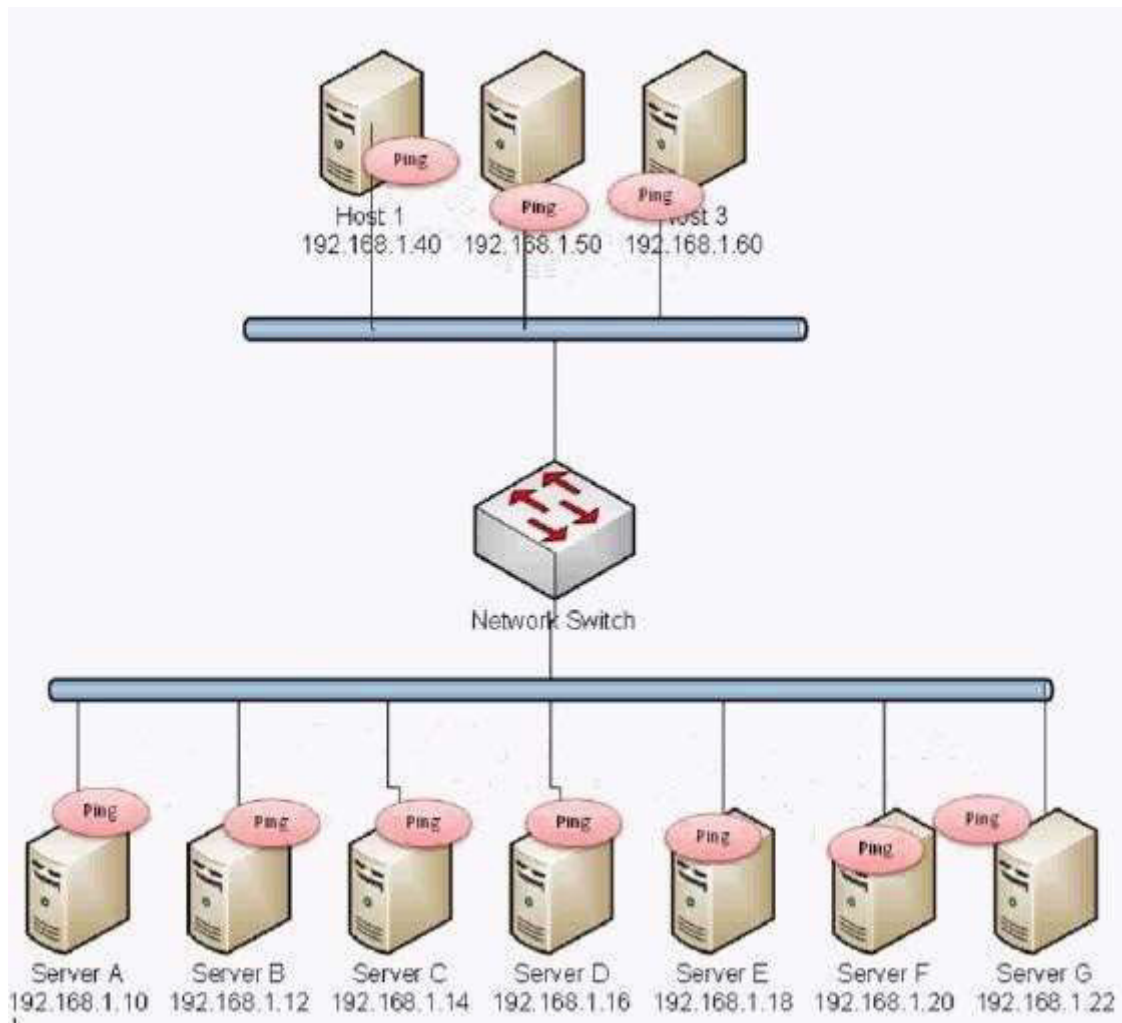 Ping
Ping
Ping
Host 1
ost 3
192.168.1.40
192.168.1.50
192.168.1.60
Network Switch
Ping
Ping
Ping
Ping
Ping
Ping
Ping
Server A
Server B
Server C
Server D
Server E
Server F
Server G
192.168.1.10
192.168.1.12
192.168.1.14
192.168.1.16
192.168.1.18
192.168.1.20
192.168.1.22